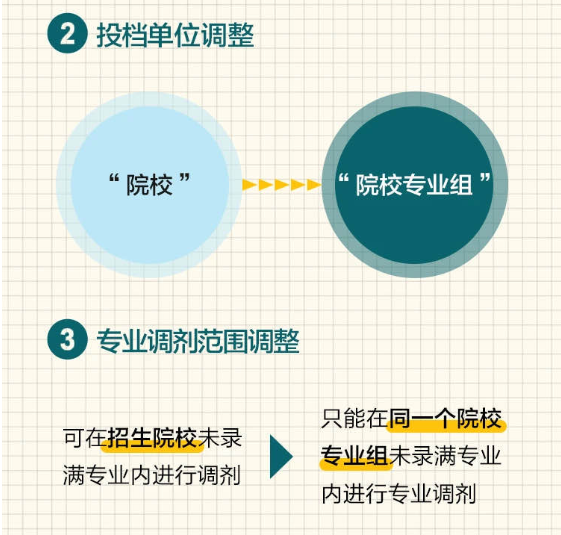 2 投档单位调整
“院校”
“院校专业组”
3 专业调剂范围调整
可在招生院校未录
满专业内进行调剂
只能在同一个院校
专业组未录满专业
内进行专业调剂